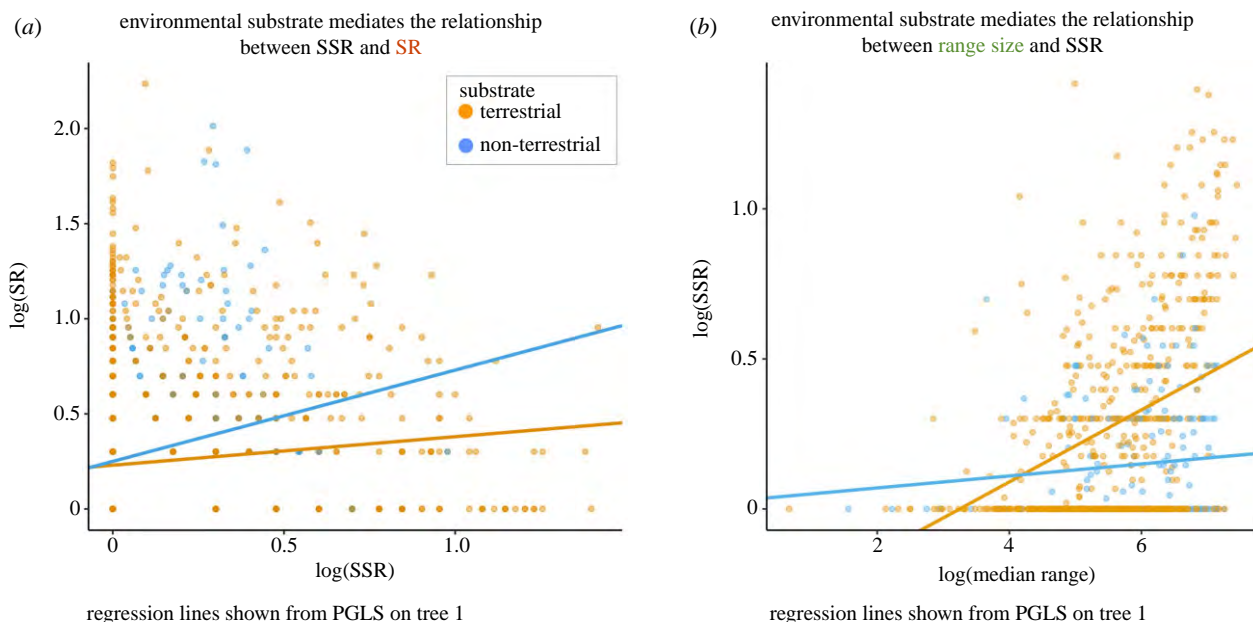 (a)
environmental substrate mediates the relationship
between SSR and SR
substrate
terrestrial
non-terrestrial
2.0
1.5
1.0
0.5
0
log(SR)
0 0.5 1.0
log(SSR)
regression lines shown from PGLS on tree 1
(b)
environmental substrate mediates the relationship
between range size and SSR
1.0
0.5
0
log(SSR)
2 4 6
log(median range)
regression lines shown from PGLS on tree 1